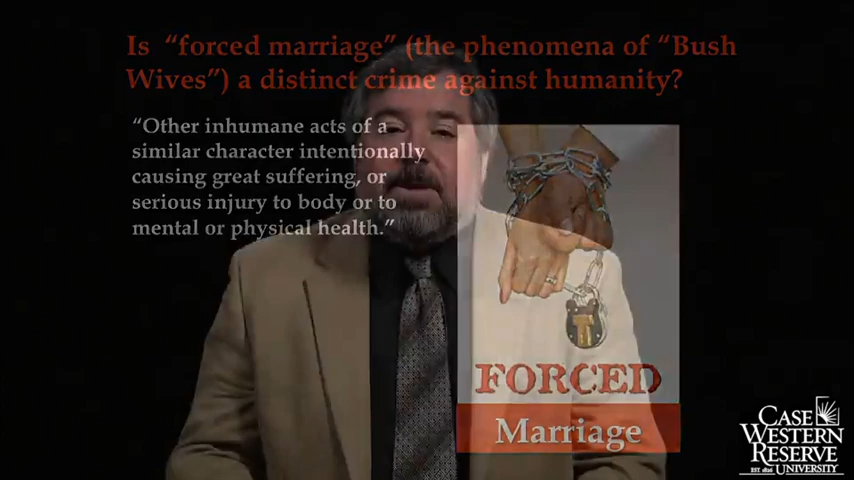 Is “forced marriage” (the phenomena of “Bush
Wives”) a distinct crime against humanity?
“Other inhumane acts of a
similar character intentionally
causing great suffering, or
serious injury to body or to
mental or physical health.”
FORCED
Marriage
CASE
WESTERN
RESERVE
EST. 1826 UNIVERSITY